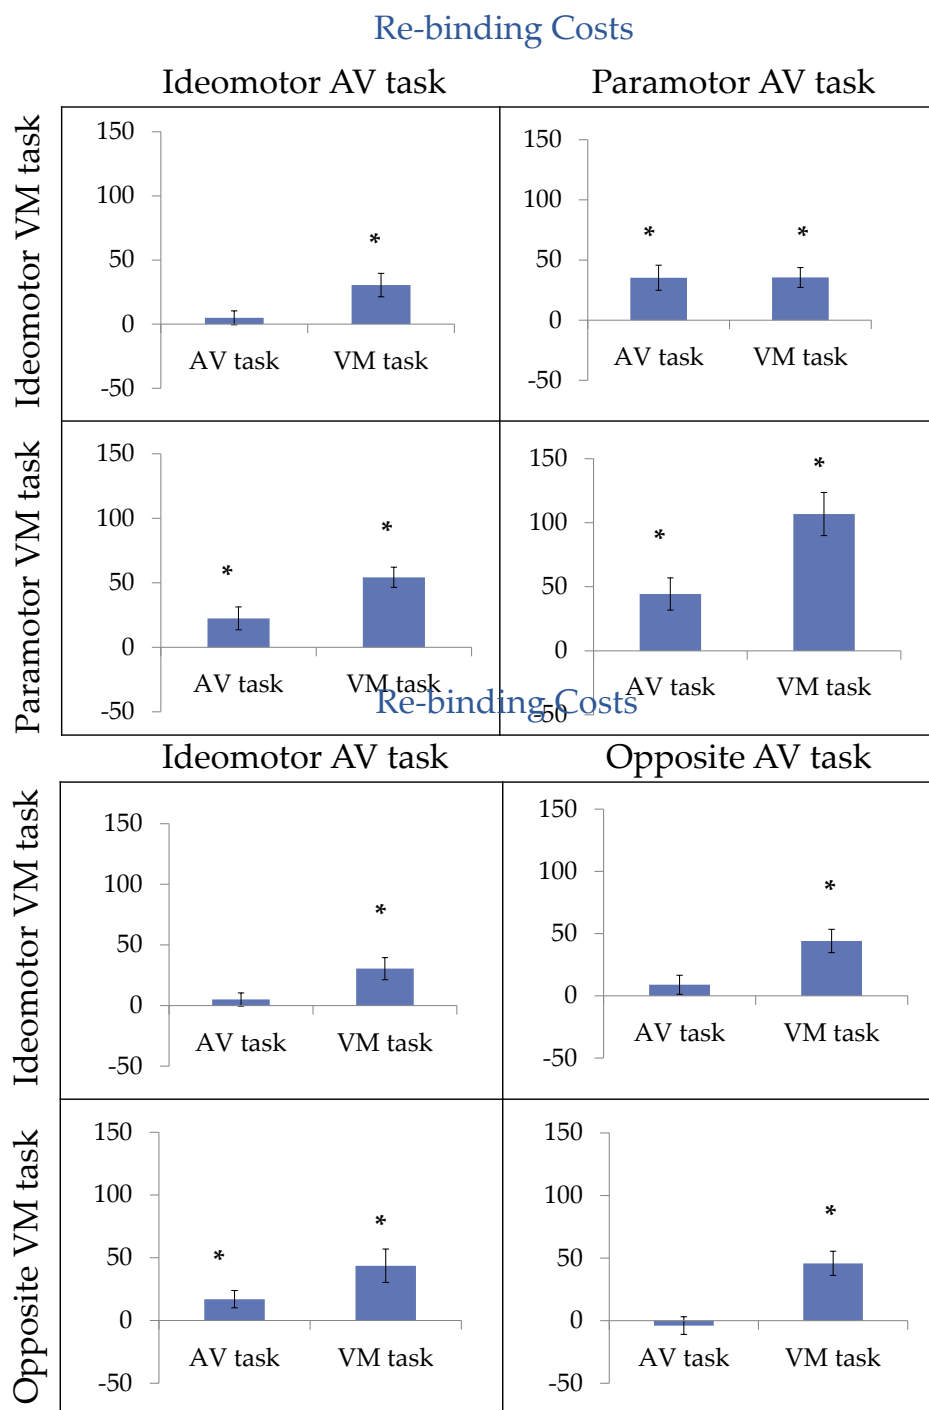 Re-binding Costs
Ideomotor AV task
Paramotor AV task
Ideomotor VM task
150
100
50
0
-50
*
AV task
VM task
150
100
50
0
-50
*
*
AV task
VM task
Paramotor VM task
150
100
50
0
-50
*
*
AV task
VM task
150
100
50
0
-50
*
*
AV task
VM task
Re-binding Costs
Ideomotor AV task
Opposite AV task
Ideomotor VM task
150
100
50
0
-50
*
AV task
VM task
150
100
50
0
-50
*
AV task
VM task
Opposite VM task
150
100
50
0
-50
*
*
AV task
VM task
150
100
50
0
-50
*
AV task
VM task